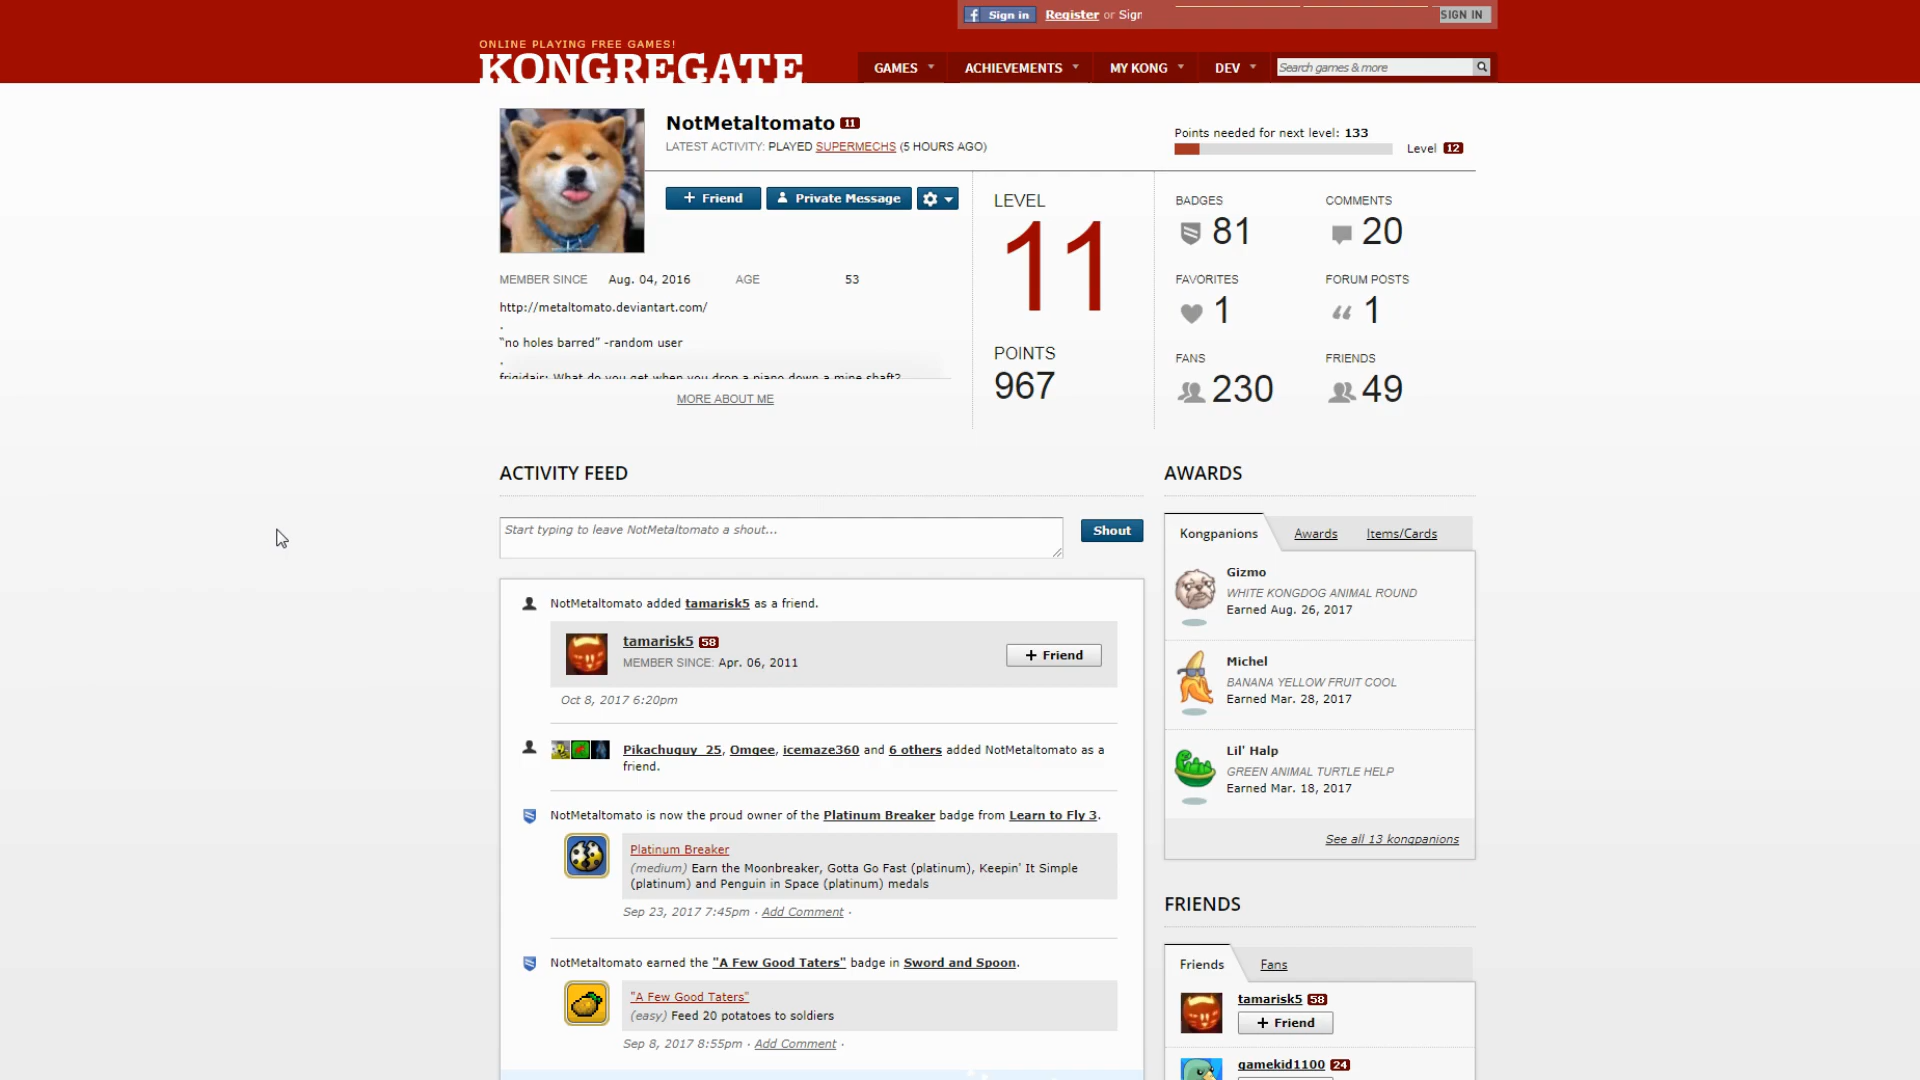 Sign in Register or Sign SIGN IN
ONLINE PLAYING FREE GAMES!
KONGREGATE
GAMES ACHIEVEMENTS MY KONG DEV Search games & more
NotMetaltomato 11
LATEST ACTIVITY: PLAYED SUPERMECHS (5 HOURS AGO)
Points needed for next level: 133
Level 12
+ Friend Private Message
MEMBER SINCE Aug. 04, 2016 AGE 53
http://metaltomato.deviantart.com/
.
"no holes barred" -random user
.
frigidair: What do you get when you drop a piano down a mine shaft?
MORE ABOUT ME
LEVEL
11
POINTS
967
BADGES COMMENTS
81 20
FAVORITES FORUM POSTS
1 1
FANS FRIENDS
230 49
ACTIVITY FEED
Start typing to leave NotMetaltomato a shout...
Shout
NotMetaltomato added tamarisk5 as a friend.
tamarisk5 58
MEMBER SINCE: Apr. 06, 2011
+ Friend
Oct 8, 2017 6:20pm
Pikachuguy_25, Omgee, icemaze360 and 6 others added NotMetaltomato as a
friend.
NotMetaltomato is now the proud owner of the Platinum Breaker badge from Learn to Fly 3.
Platinum Breaker
(medium) Earn the Moonbreaker, Gotta Go Fast (platinum), Keepin' It Simple
(platinum) and Penguin in Space (platinum) medals
Sep 23, 2017 7:45pm · Add Comment ·
NotMetaltomato earned the "A Few Good Taters" badge in Sword and Spoon.
"A Few Good Taters"
(easy) Feed 20 potatoes to soldiers
Sep 8, 2017 8:55pm · Add Comment ·
AWARDS
Kongpanions Awards Items/Cards
Gizmo
WHITE KONGDOG ANIMAL ROUND
Earned Aug. 26, 2017
Michel
BANANA YELLOW FRUIT COOL
Earned Mar. 28, 2017
Lil' Halp
GREEN ANIMAL TURTLE HELP
Earned Mar. 18, 2017
See all 13 kongpanions
FRIENDS
Friends Fans
tamarisk5 58
+ Friend
gamekid1100 24